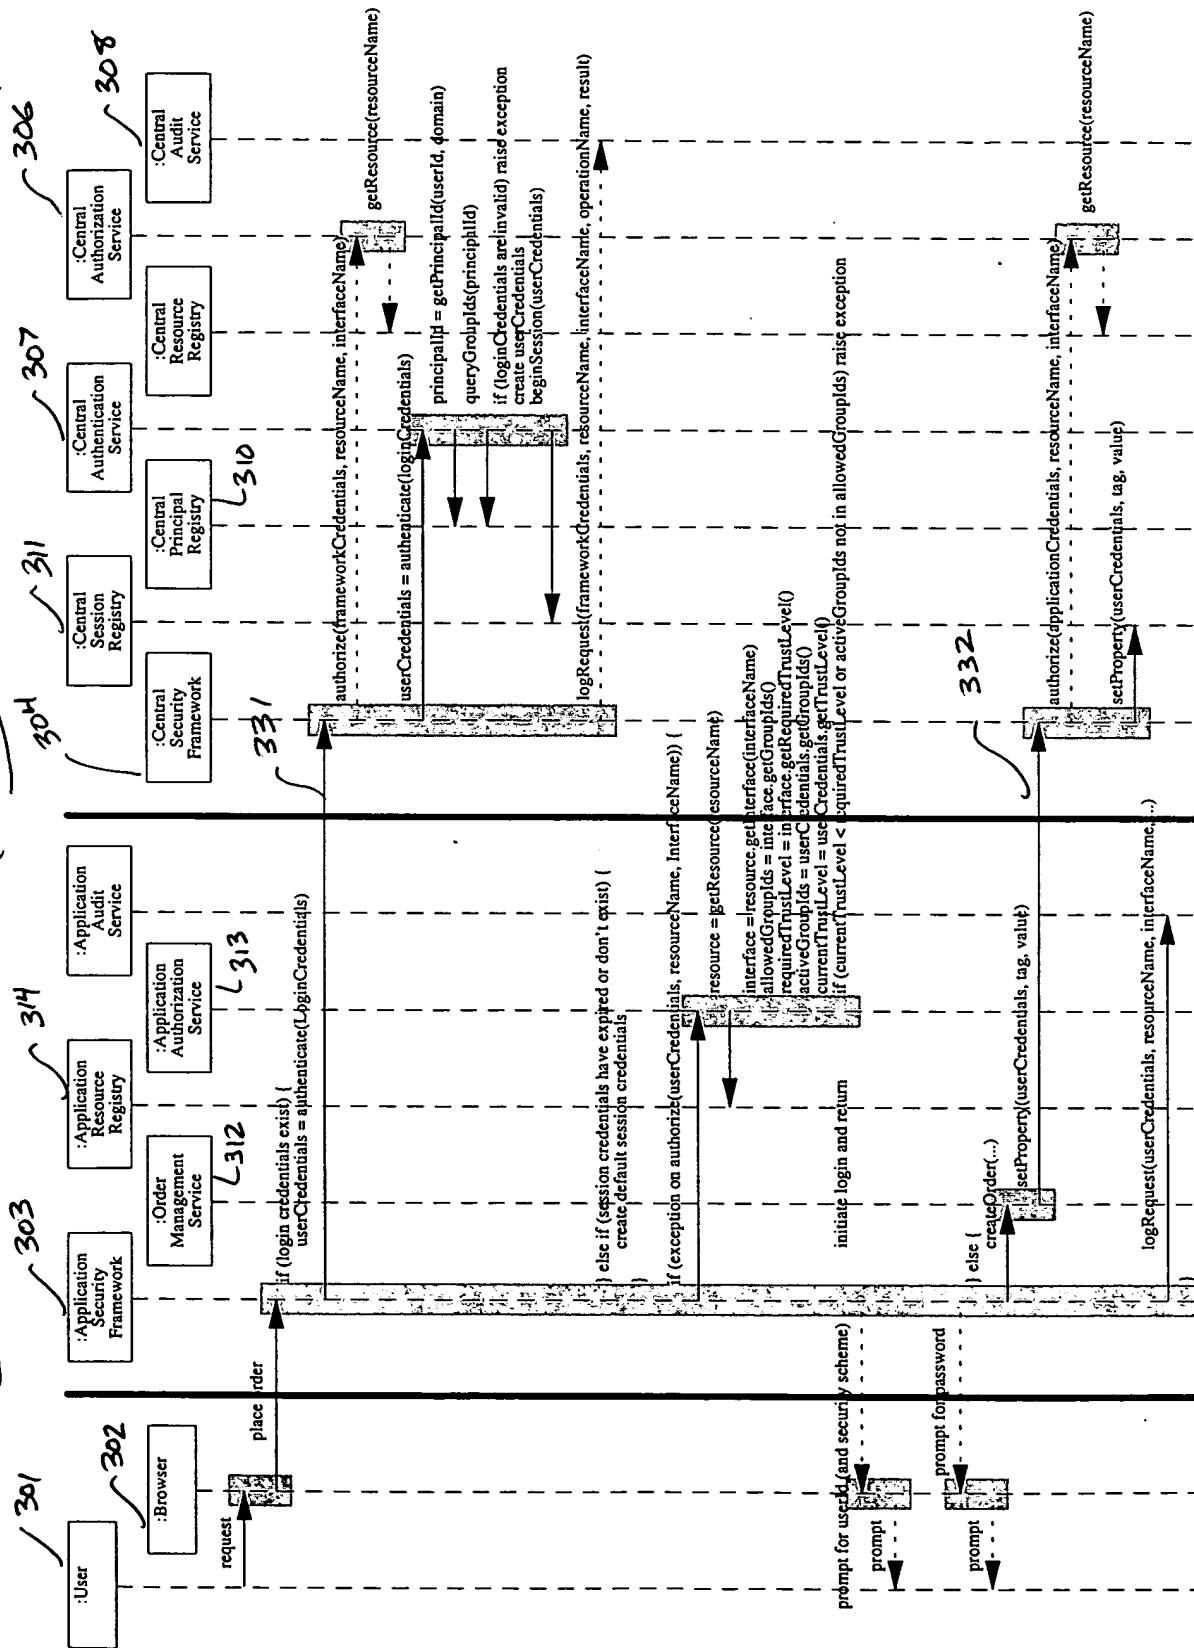 301
:User
302
:Browser
303
:Application
Security
Framework
:Order
Management
Service
312
314
:Application
Resource
Registry
:Application
Authorization
Service
313
:Application
Audit
Service
304
:Central
Security
Framework
311
:Central
Session
Registry
:Central
Principal
Registry
310
307
:Central
Authentication
Service
:Central
Resource
Registry
306
:Central
Authorization
Service
308
:Central
Audit
Service
request
place order
if (login credentials exist) {
userCredentials = authenticate(LoginCredentials)
331
authorize(frameworkCredentials, resourceName, interfaceName)
getResource(resourceName)
userCredentials = authenticate(loginCredentials)
principalId = getPrincipalId(userId, domain)
queryGroupIds(principalId)
if (loginCredentials are invalid) raise exception
create userCredentials
beginSession(userCredentials)
logRequest(frameworkCredentials, resourceName, interfaceName, operationName, result)
} else if (session credentials have expired or don't exist) {
create default session credentials
}
if (exception on authorize(userCredentials, resourceName, InterfaceName)) {
resource = getResource(resourceName)
interface = resource.getInterface(interfaceName)
allowedGroupIds = interface.getGroupIds()
requiredTrustLevel = interface.getRequiredTrustLevel()
activeGroupIds = userCredentials.getGroupIds()
currentTrustLevel = userCredentials.getTrustLevel()
if (currentTrustLevel < requiredTrustLevel or activeGroupIds not in allowedGroupIds) raise exception
initiate login and return
prompt for userId (and security scheme)
prompt
prompt for password
prompt
} else {
createOrder(...)
setProperty(userCredentials, tag, value)
332
authorize(applicationCredentials, resourceName, interfaceName)
getResource(resourceName)
setProperty(userCredentials, tag, value)
logRequest(userCredentials, resourceName, interfaceName, ...)
}